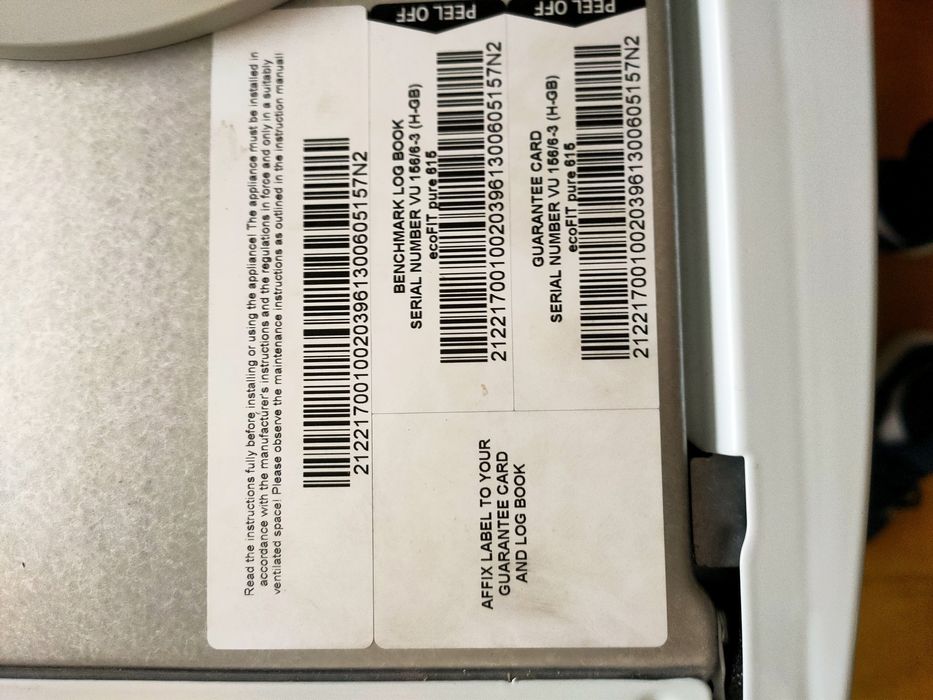 Read the instructions fully before installing or using the appliance! The appliance must be installed in
accordance with the manufacturer's instructions and the regulations in force and only in a suitably
ventilated space! Please observe the maintenance instructions as outlined in the instruction manual!
21221700100203961300605157N2
PEEL OFF
BENCHMARK LOG BOOK
SERIAL NUMBER VU 156/6-3 (H-GB)
ecoFIT pure 615
21221700100203961300605157N2
PEEL OFF
GUARANTEE CARD
SERIAL NUMBER VU 156/6-3 (H-GB)
ecoFIT pure 615
21221700100203961300605157N2
AFFIX LABEL TO YOUR
GUARANTEE CARD
AND LOG BOOK